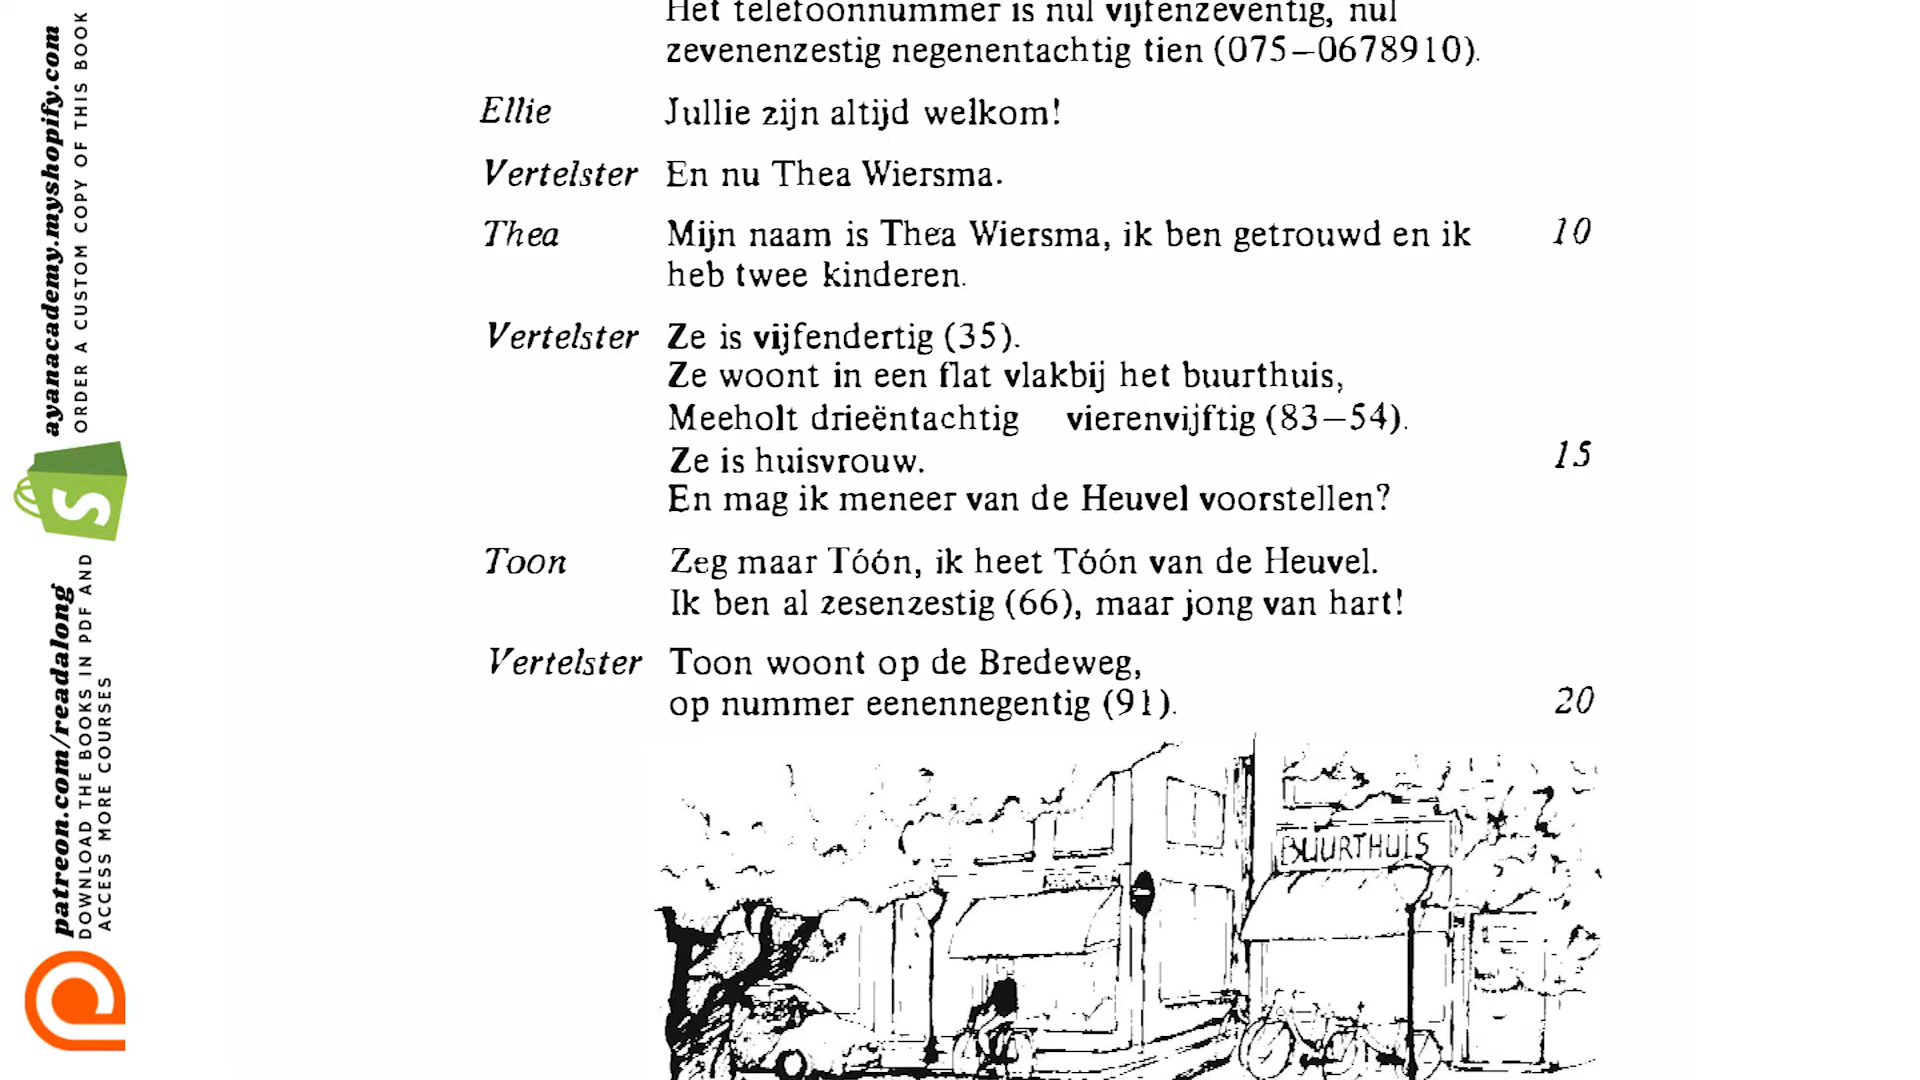 Het telefoonnummer is nul vijfenzeventig, nul
zevenenzestig negenentachtig tien (075–0678910).
Ellie Jullie zijn altijd welkom!
Vertelster En nu Thea Wiersma.
Thea Mijn naam is Thea Wiersma, ik ben getrouwd en ik 10
heb twee kinderen.
Vertelster Ze is vijfendertig (35).
Ze woont in een flat vlakbij het buurthuis,
Meeholt drieëntachtig vierenvijftig (83–54).
Ze is huisvrouw. 15
En mag ik meneer van de Heuvel voorstellen?
Toon Zeg maar Tóón, ik heet Tóón van de Heuvel.
Ik ben al zesenzestig (66), maar jong van hart!
Vertelster Toon woont op de Bredeweg,
op nummer eenennegentig (91). 20
BUURTHUIS
ayanacademy.myshopify.com
ORDER A CUSTOM COPY OF THIS BOOK
patreon.com/readalong
DOWNLOAD THE BOOKS IN PDF AND
ACCESS MORE COURSES